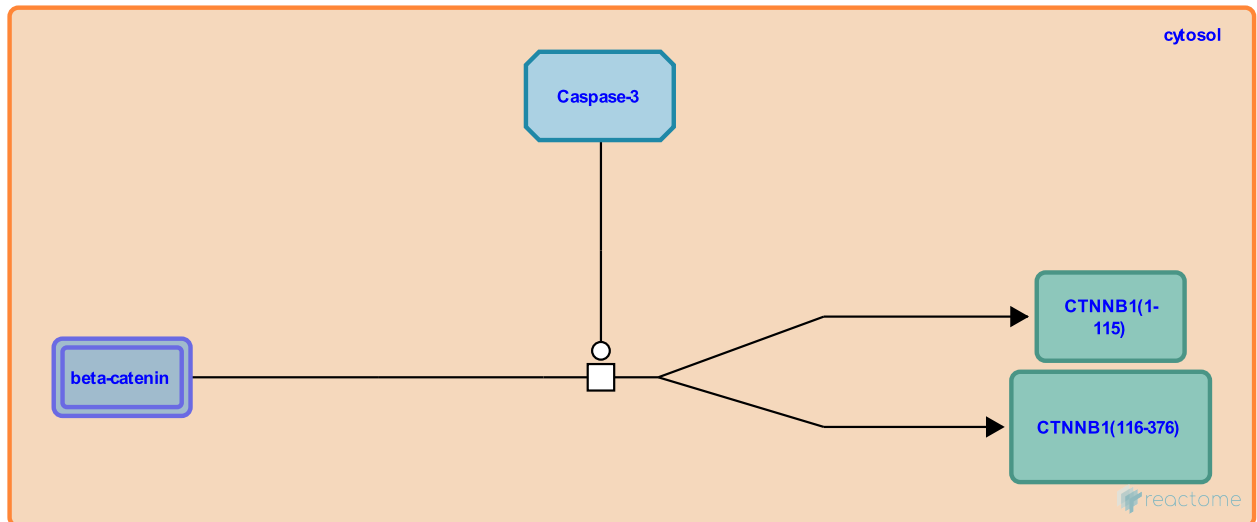 cytosol
Caspase-3
beta-catenin
CTNNB1(1-
115)
CTNNB1(116-376)
reactome